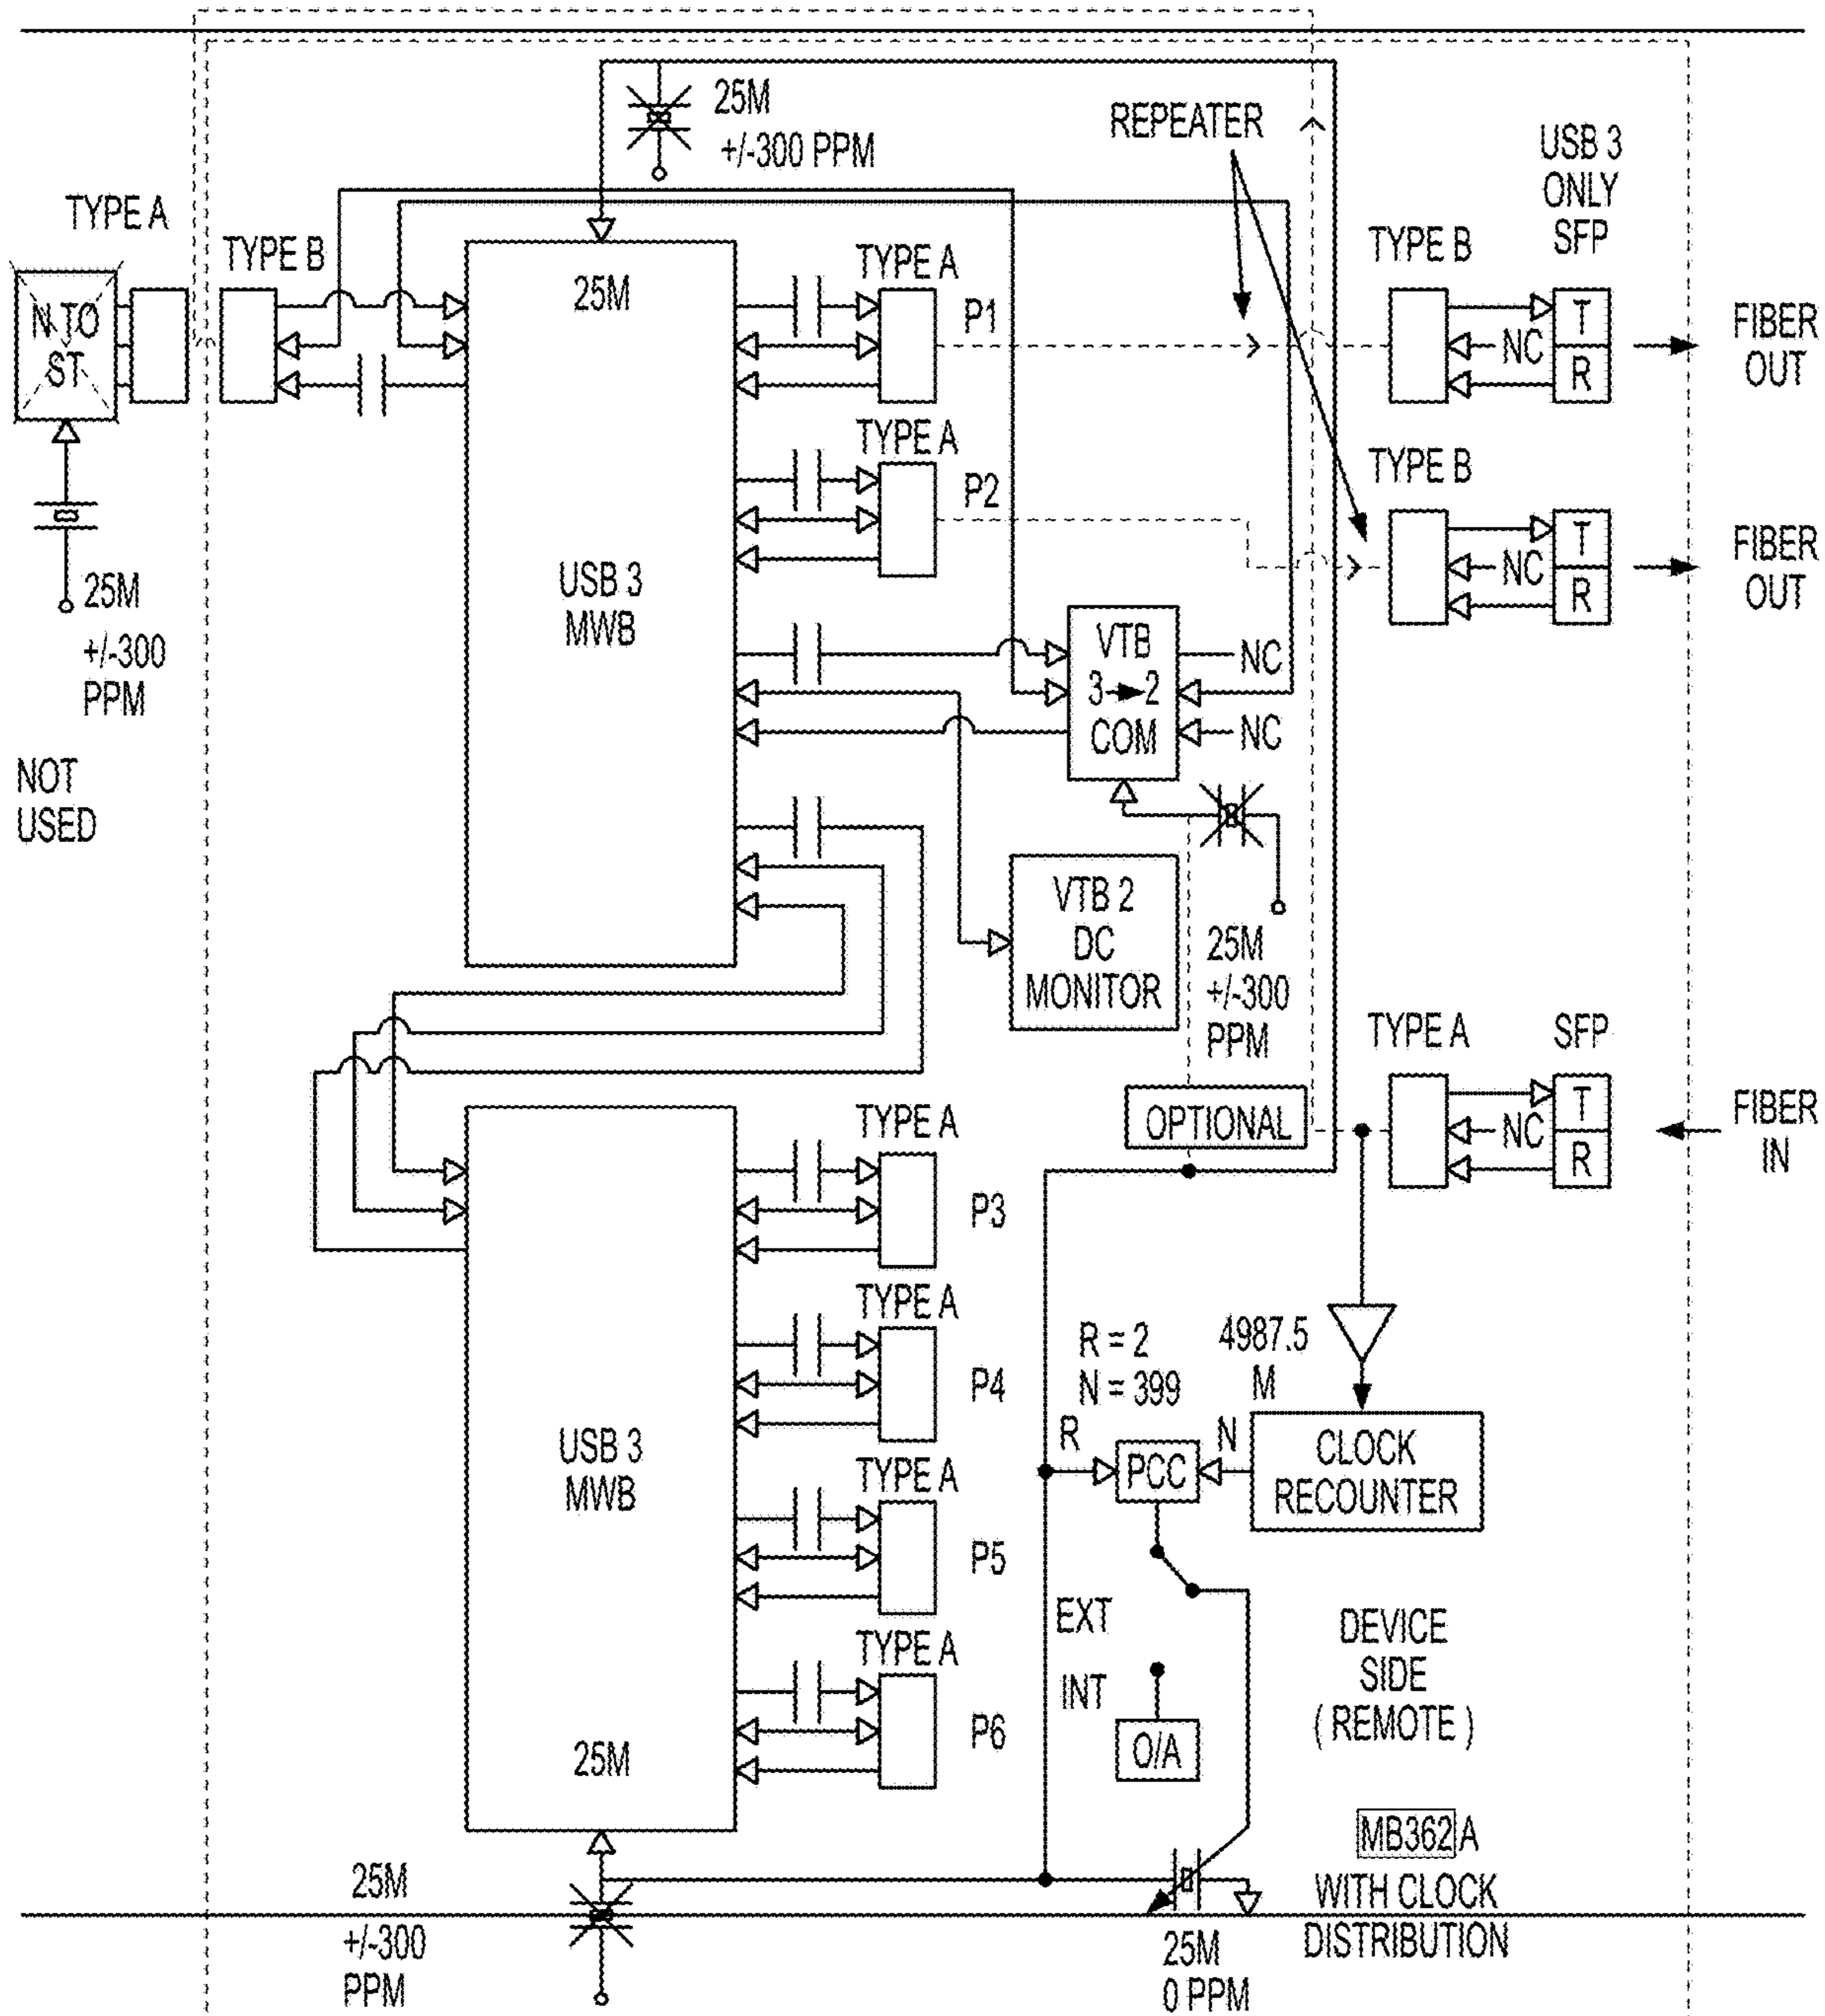 25M
+/-300 PPM
REPEATER
USB 3
ONLY
SFP
TYPE A
TYPE B
TYPE A
TYPE B
N TO
ST
25M
P1
NC
T
R
FIBER
OUT
TYPE A
P2
TYPE B
NC
T
R
FIBER
OUT
25M
+/-300
PPM
NOT
USED
USB 3
MWB
VTB
3 2
COM
NC
NC
VTB 2
DC
MONITOR
25M
+/-300
PPM
OPTIONAL
TYPE A
SFP
NC
T
R
FIBER
IN
TYPE A
P3
TYPE A
P4
USB 3
MWB
TYPE A
P5
TYPE A
P6
25M
R = 2
N = 399
4987.5
M
R
PCC
N
CLOCK
RECOUNTER
EXT
INT
O/A
DEVICE
SIDE
( REMOTE )
MB362 A
WITH CLOCK
DISTRIBUTION
25M
+/-300
PPM
25M
0 PPM